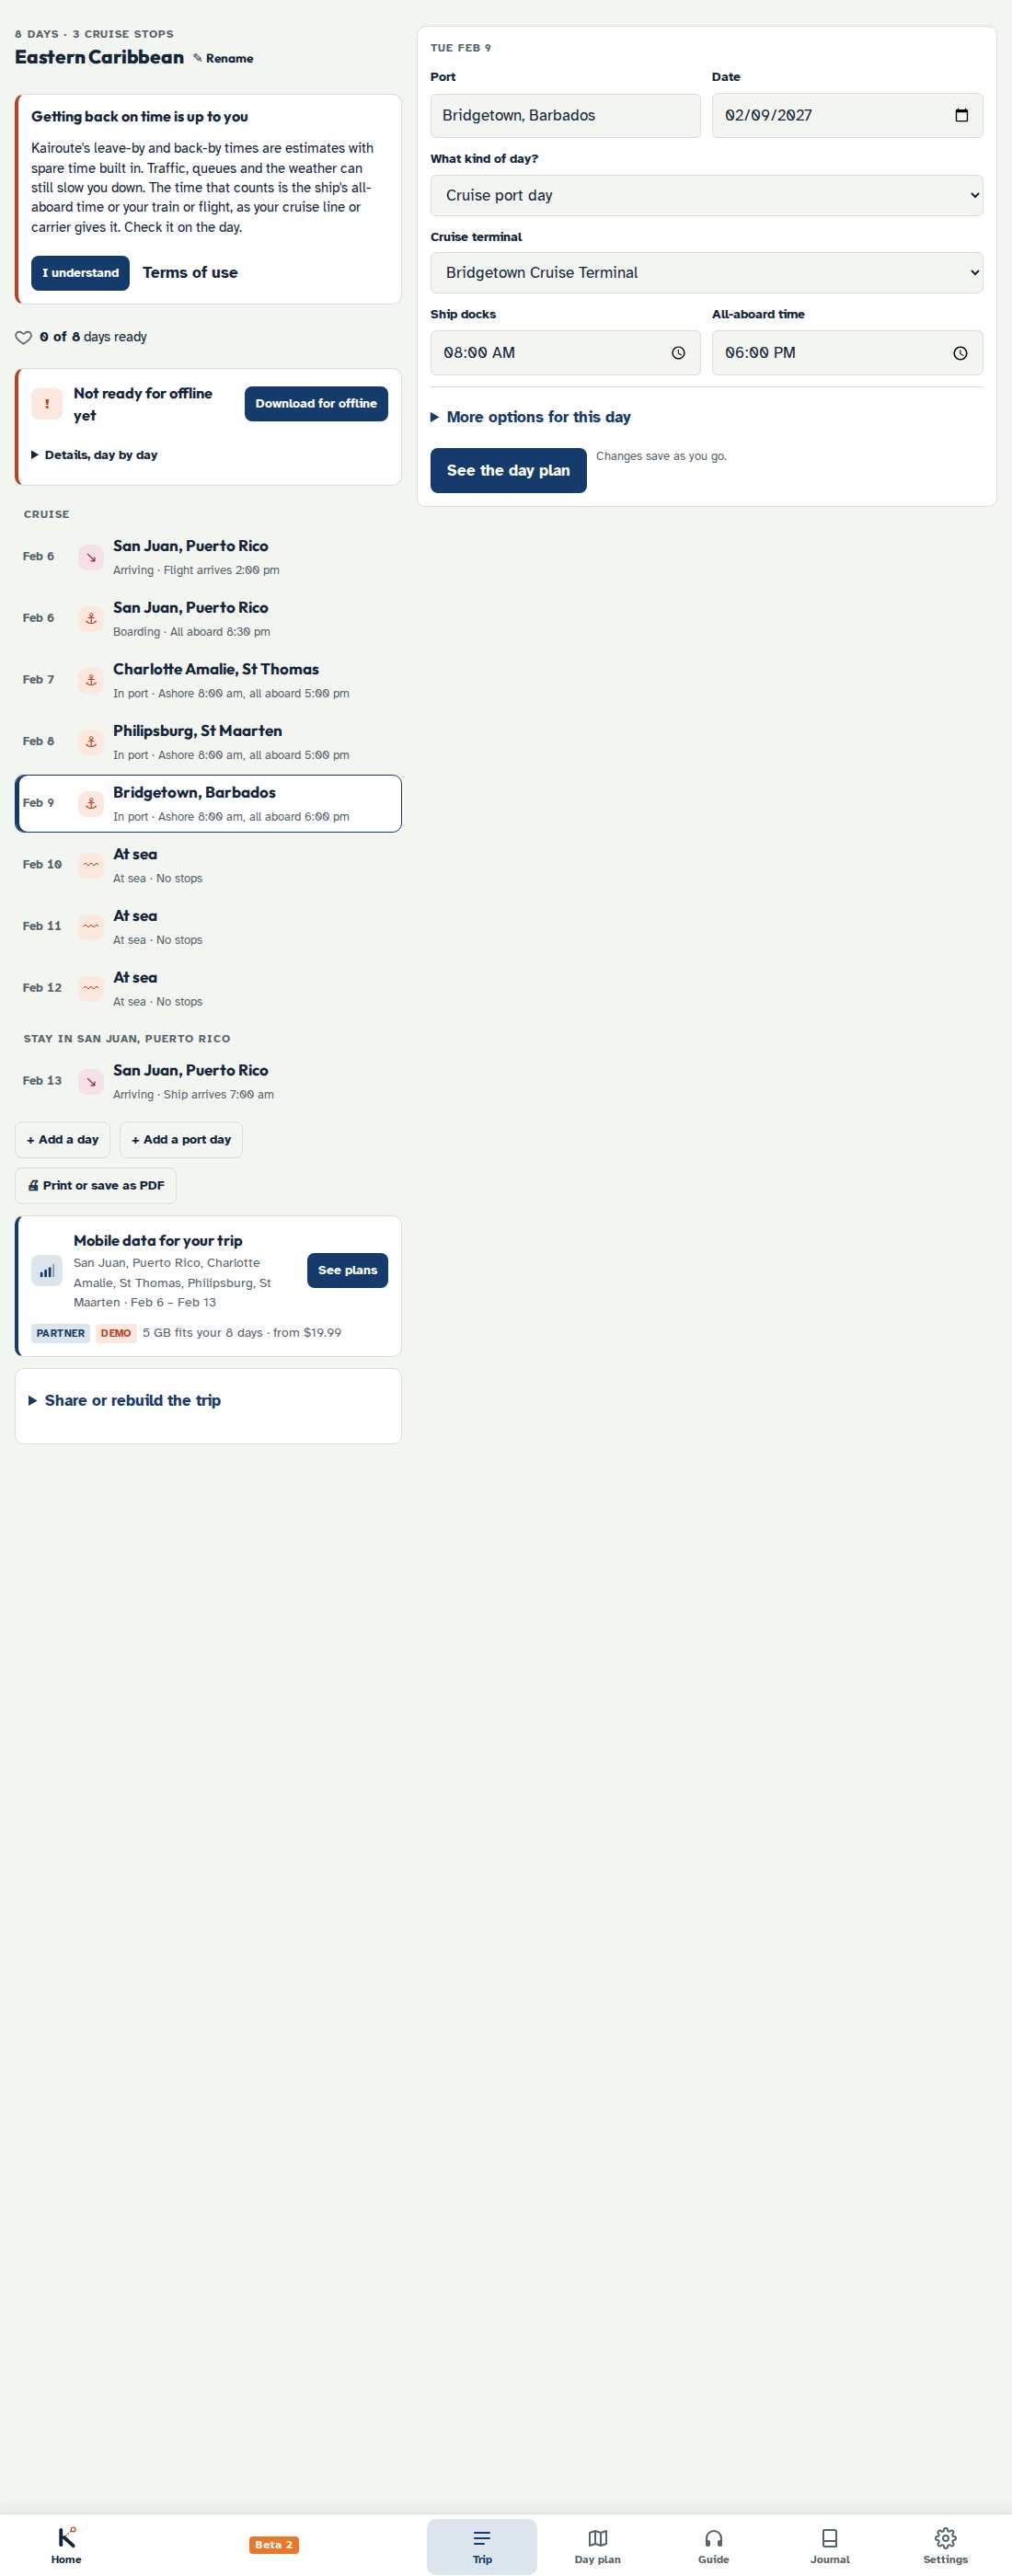 8 DAYS · 3 CRUISE STOPS
Eastern Caribbean ✎ Rename
Getting back on time is up to you
Kairoute's leave-by and back-by times are estimates with
spare time built in. Traffic, queues and the weather can
still slow you down. The time that counts is the ship's all-
aboard time or your train or flight, as your cruise line or
carrier gives it. Check it on the day.
I understand
Terms of use
0 of 8 days ready
!
Not ready for offline
yet
Download for offline
Details, day by day
CRUISE
Feb 6
San Juan, Puerto Rico
Arriving · Flight arrives 2:00 pm
Feb 6
San Juan, Puerto Rico
Boarding · All aboard 8:30 pm
Feb 7
Charlotte Amalie, St Thomas
In port · Ashore 8:00 am, all aboard 5:00 pm
Feb 8
Philipsburg, St Maarten
In port · Ashore 8:00 am, all aboard 5:00 pm
Feb 9
Bridgetown, Barbados
In port · Ashore 8:00 am, all aboard 6:00 pm
Feb 10
At sea
At sea · No stops
Feb 11
At sea
At sea · No stops
Feb 12
At sea
At sea · No stops
STAY IN SAN JUAN, PUERTO RICO
Feb 13
San Juan, Puerto Rico
Arriving · Ship arrives 7:00 am
+ Add a day
+ Add a port day
Print or save as PDF
Mobile data for your trip
San Juan, Puerto Rico, Charlotte
Amalie, St Thomas, Philipsburg, St
Maarten · Feb 6 – Feb 13
See plans
PARTNER DEMO 5 GB fits your 8 days · from $19.99
Share or rebuild the trip
TUE FEB 9
Port
Date
Bridgetown, Barbados
02/09/2027
What kind of day?
Cruise port day
Cruise terminal
Bridgetown Cruise Terminal
Ship docks
All-aboard time
08:00 AM
06:00 PM
More options for this day
See the day plan
Changes save as you go.
Home
Beta 2
Trip
Day plan
Guide
Journal
Settings